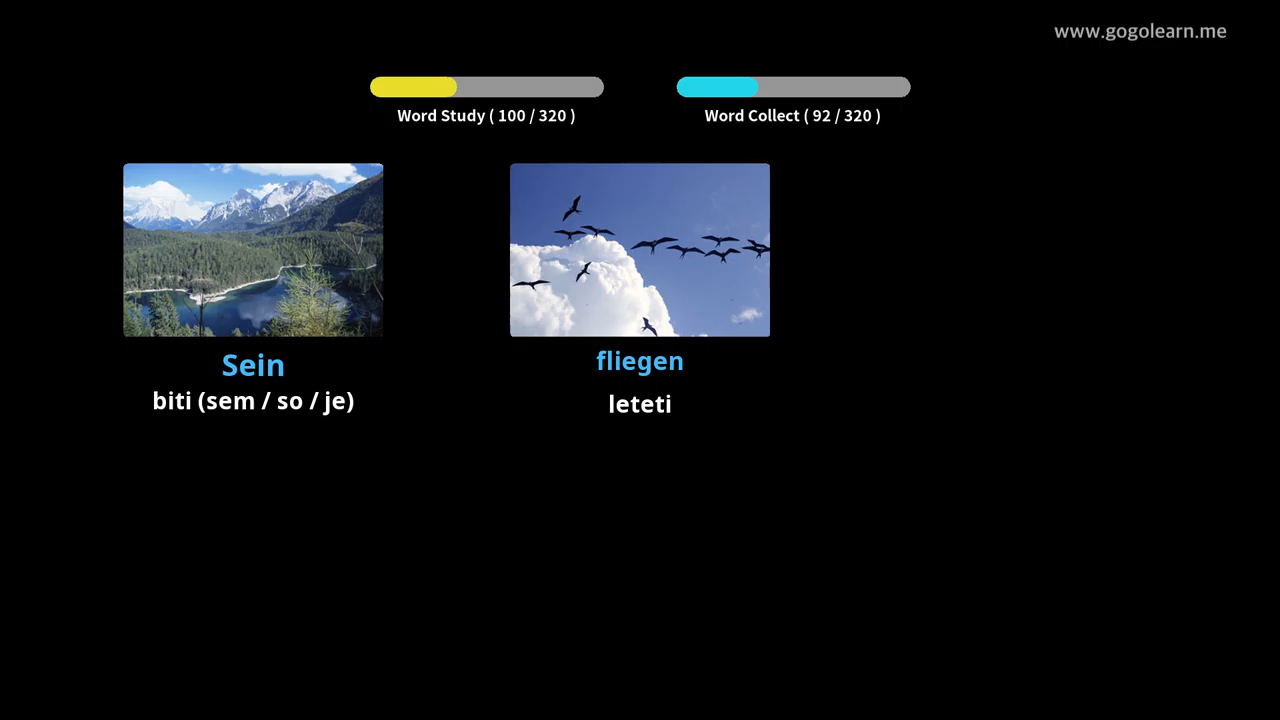 www.gogolearn.me
Word Study ( 100 / 320 )
Word Collect ( 92 / 320 )
Sein
biti (sem / so / je)
fliegen
leteti